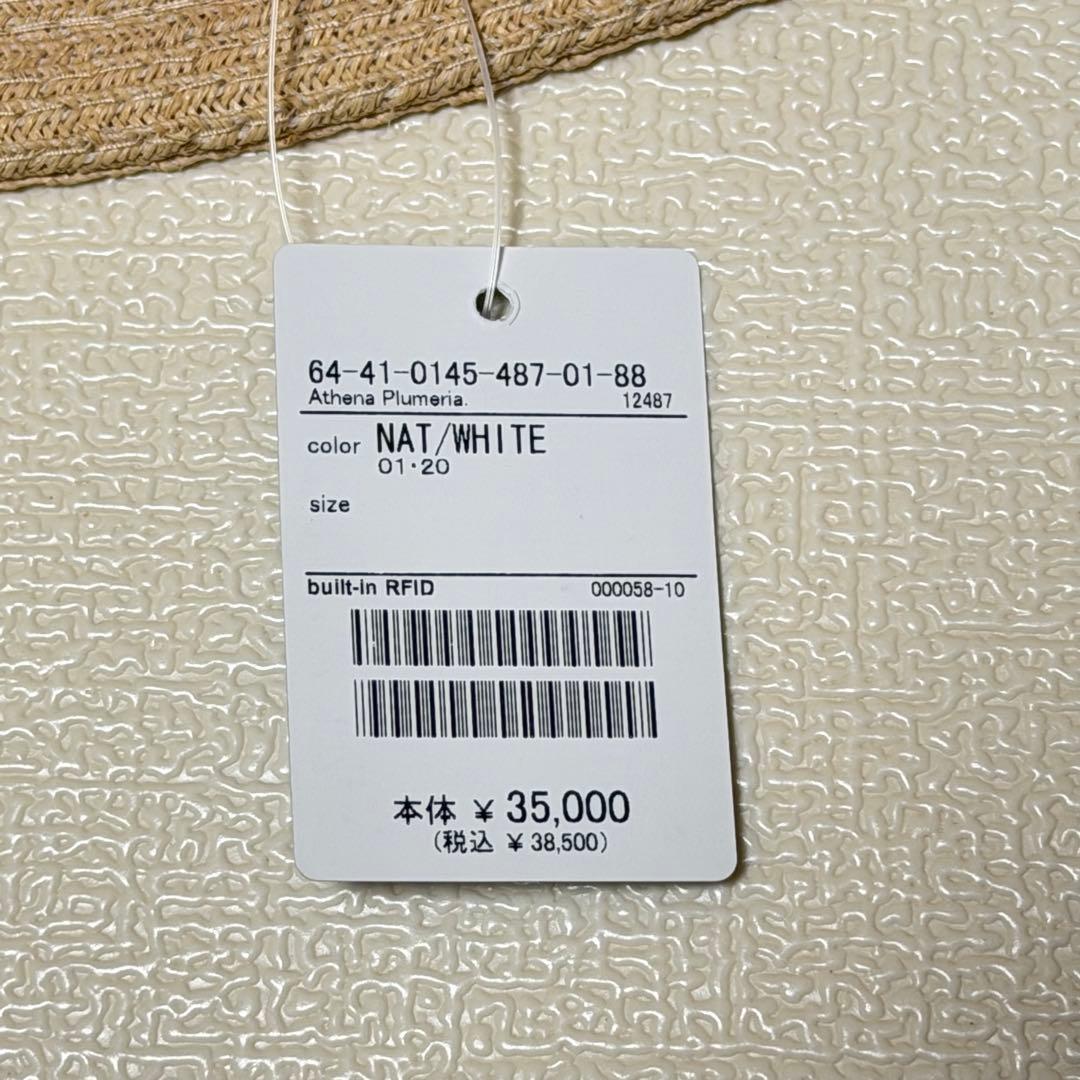 64-41-0145-487-01-88
Athena Plumeria. 12487
color NAT/WHITE
01・20
size
built-in RFID 000058-10
本体 ¥ 35,000
(税込 ¥ 38,500)